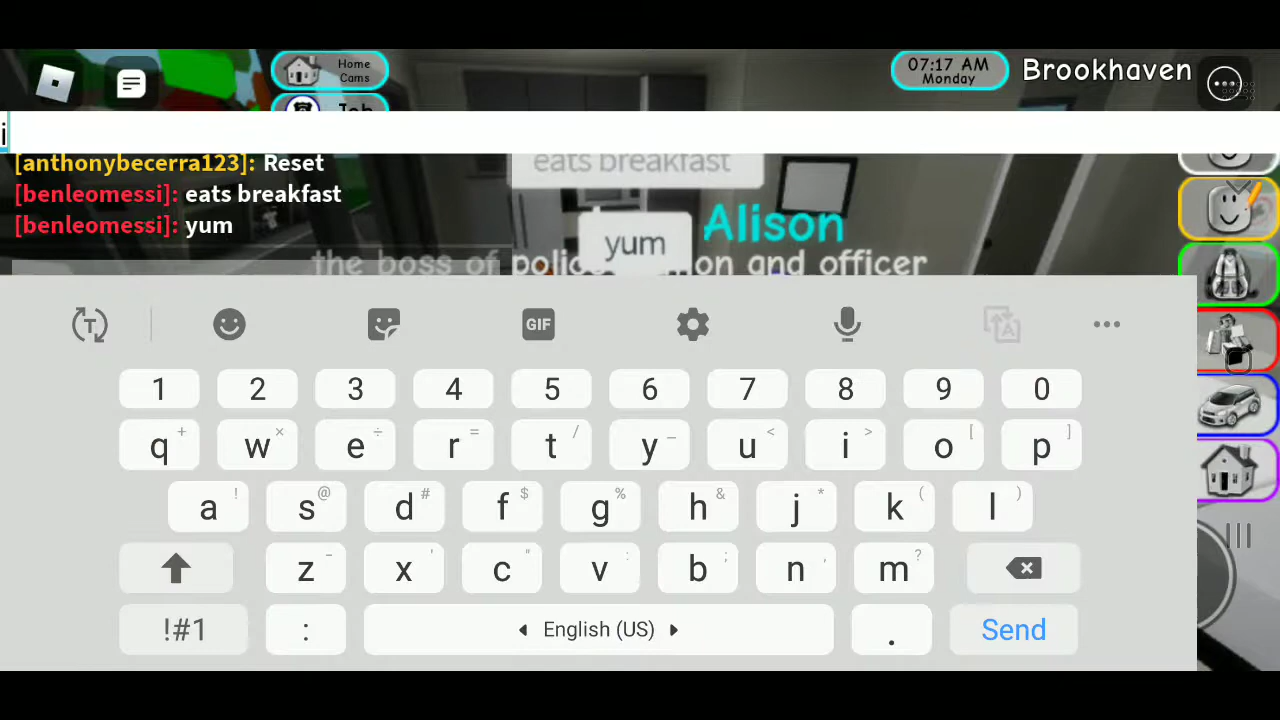 Home
Cams
Job
07:17 AM
Monday
Brookhaven
i
[anthonybecerra123]: Reset
[benleomessi]: eats breakfast
[benleomessi]: yum
eats breakfast
yum
Alison
the boss of police and officer
T
GIF
A
1 2 3 4 5 6 7 8 9 0
q + w × e ÷ r = t / y _ u < i > o [ p ]
a ! s @ d # f $ g % h & j * k ( l )
z - x ' c " v : b ; n , m ?
!#1 : English (US) . Send